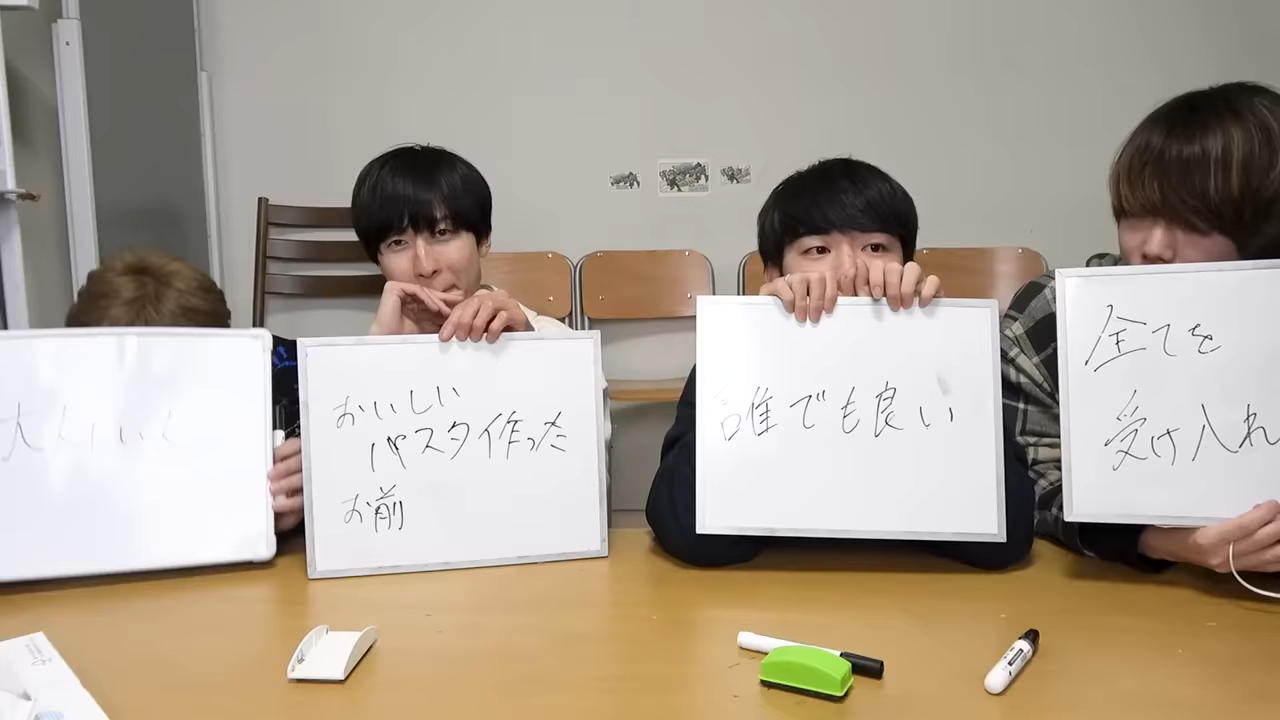 おいしい
パスタ作った
お前
誰でも良い
全てを
受け入れ